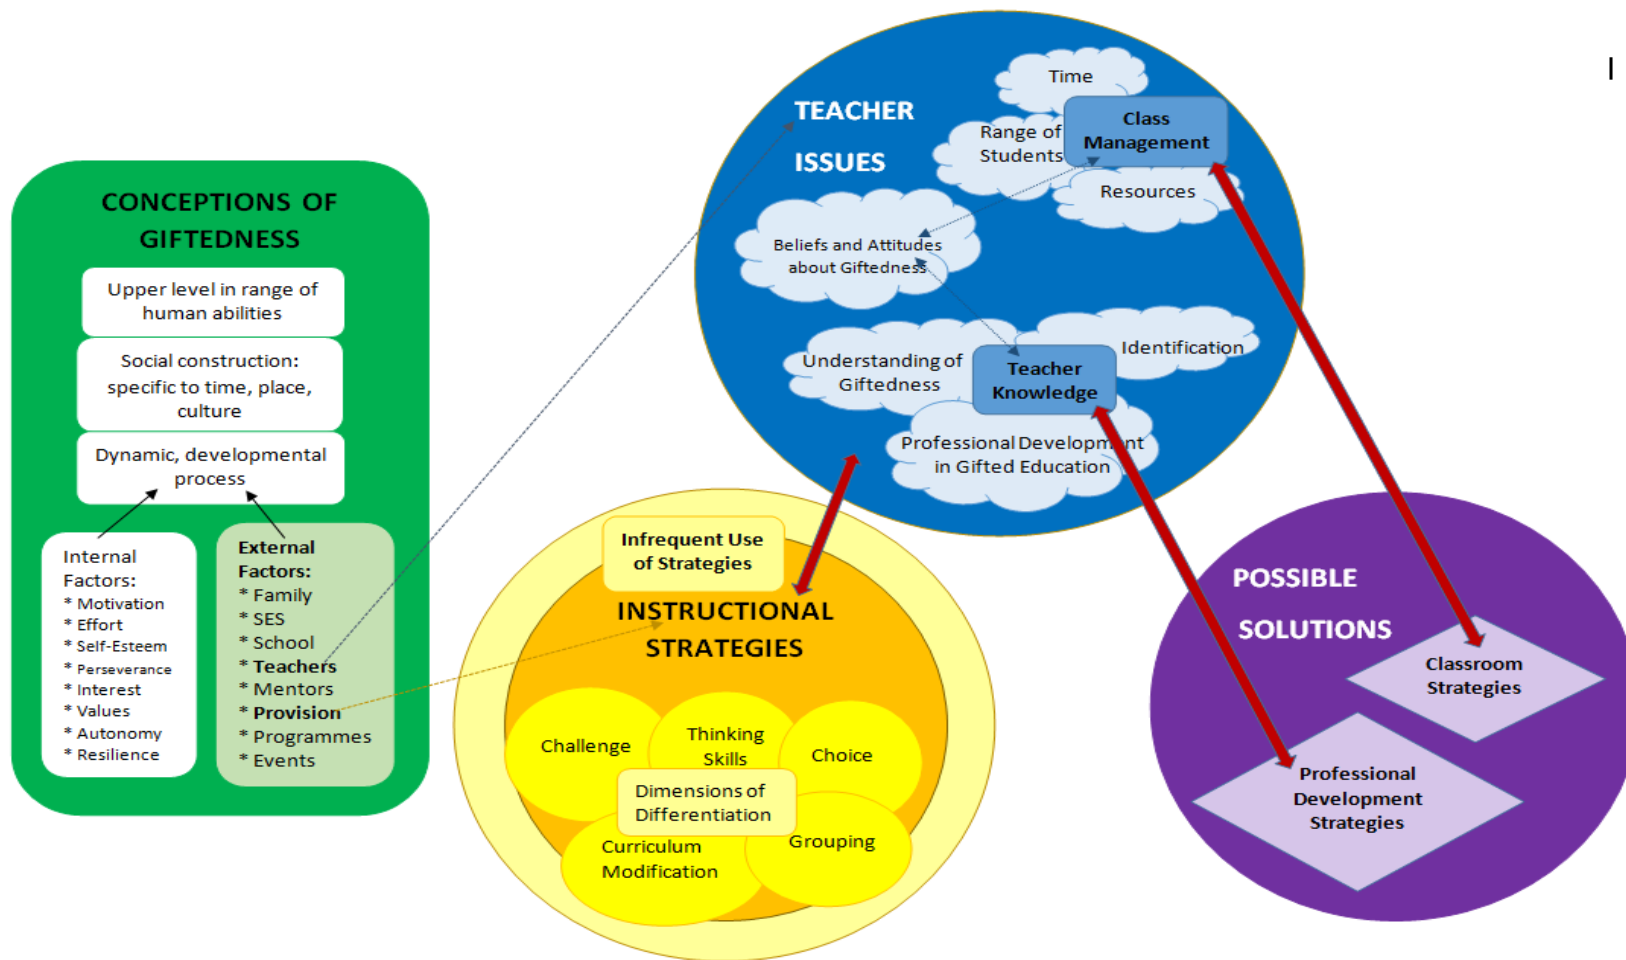 CONCEPTIONS OF
GIFTEDNESS
Upper level in range of
human abilities
Social construction:
specific to time, place,
culture
Dynamic, developmental
process
Internal
Factors:
* Motivation
* Effort
* Self-Esteem
* Perseverance
* Interest
* Values
* Autonomy
* Resilience
External
Factors:
* Family
* SES
* School
* Teachers
* Mentors
* Provision
* Programmes
* Events
TEACHER
ISSUES
Time
Class
Management
Range of
Students
Resources
Beliefs and Attitudes
about Giftedness
Understanding of
Giftedness
Teacher
Knowledge
Identification
Professional Development
in Gifted Education
Infrequent Use
of Strategies
INSTRUCTIONAL
STRATEGIES
Challenge
Thinking
Skills
Choice
Dimensions of
Differentiation
Curriculum
Modification
Grouping
POSSIBLE
SOLUTIONS
Classroom
Strategies
Professional
Development
Strategies